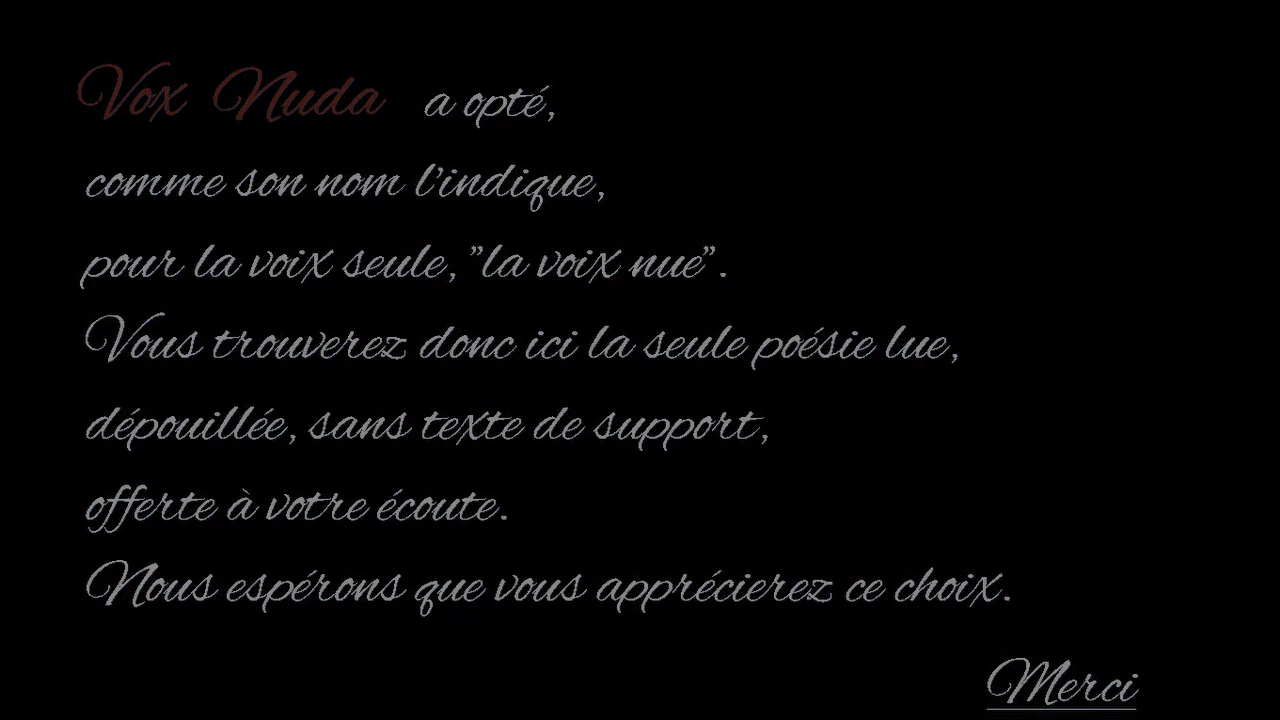 Vox Nuda a opté,
comme son nom l'indique,
pour la voix seule, "la voix nue".
Vous trouverez donc ici la seule poésie lue,
dépouillée, sans texte de support,
offerte à votre écoute.
Nous espérons que vous apprécierez ce choix.
Merci